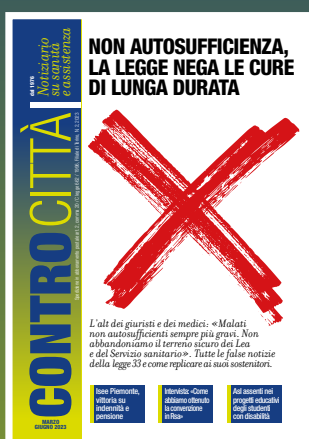 dal 1976
Notiziario
su sanità
e assistenza
CONTROCITTÀ
MARZO
GIUGNO 2023
NON AUTOSUFFICIENZA,
LA LEGGE NEGA LE CURE
DI LUNGA DURATA
L'alt dei giuristi e dei medici: «Malati
non autosufficienti sempre più gravi. Non
abbandoniamo il terreno sicuro dei Lea
e del Servizio sanitario». Tutte le false notizie
della legge 33 e come replicare ai suoi sostenitori.
Isee Piemonte,
vittoria su
indennità e
pensione
Intervista: «Come
abbiamo ottenuto
la convenzione
in Rsa»
Asl assenti nei
progetti educativi
degli studenti
con disabilità